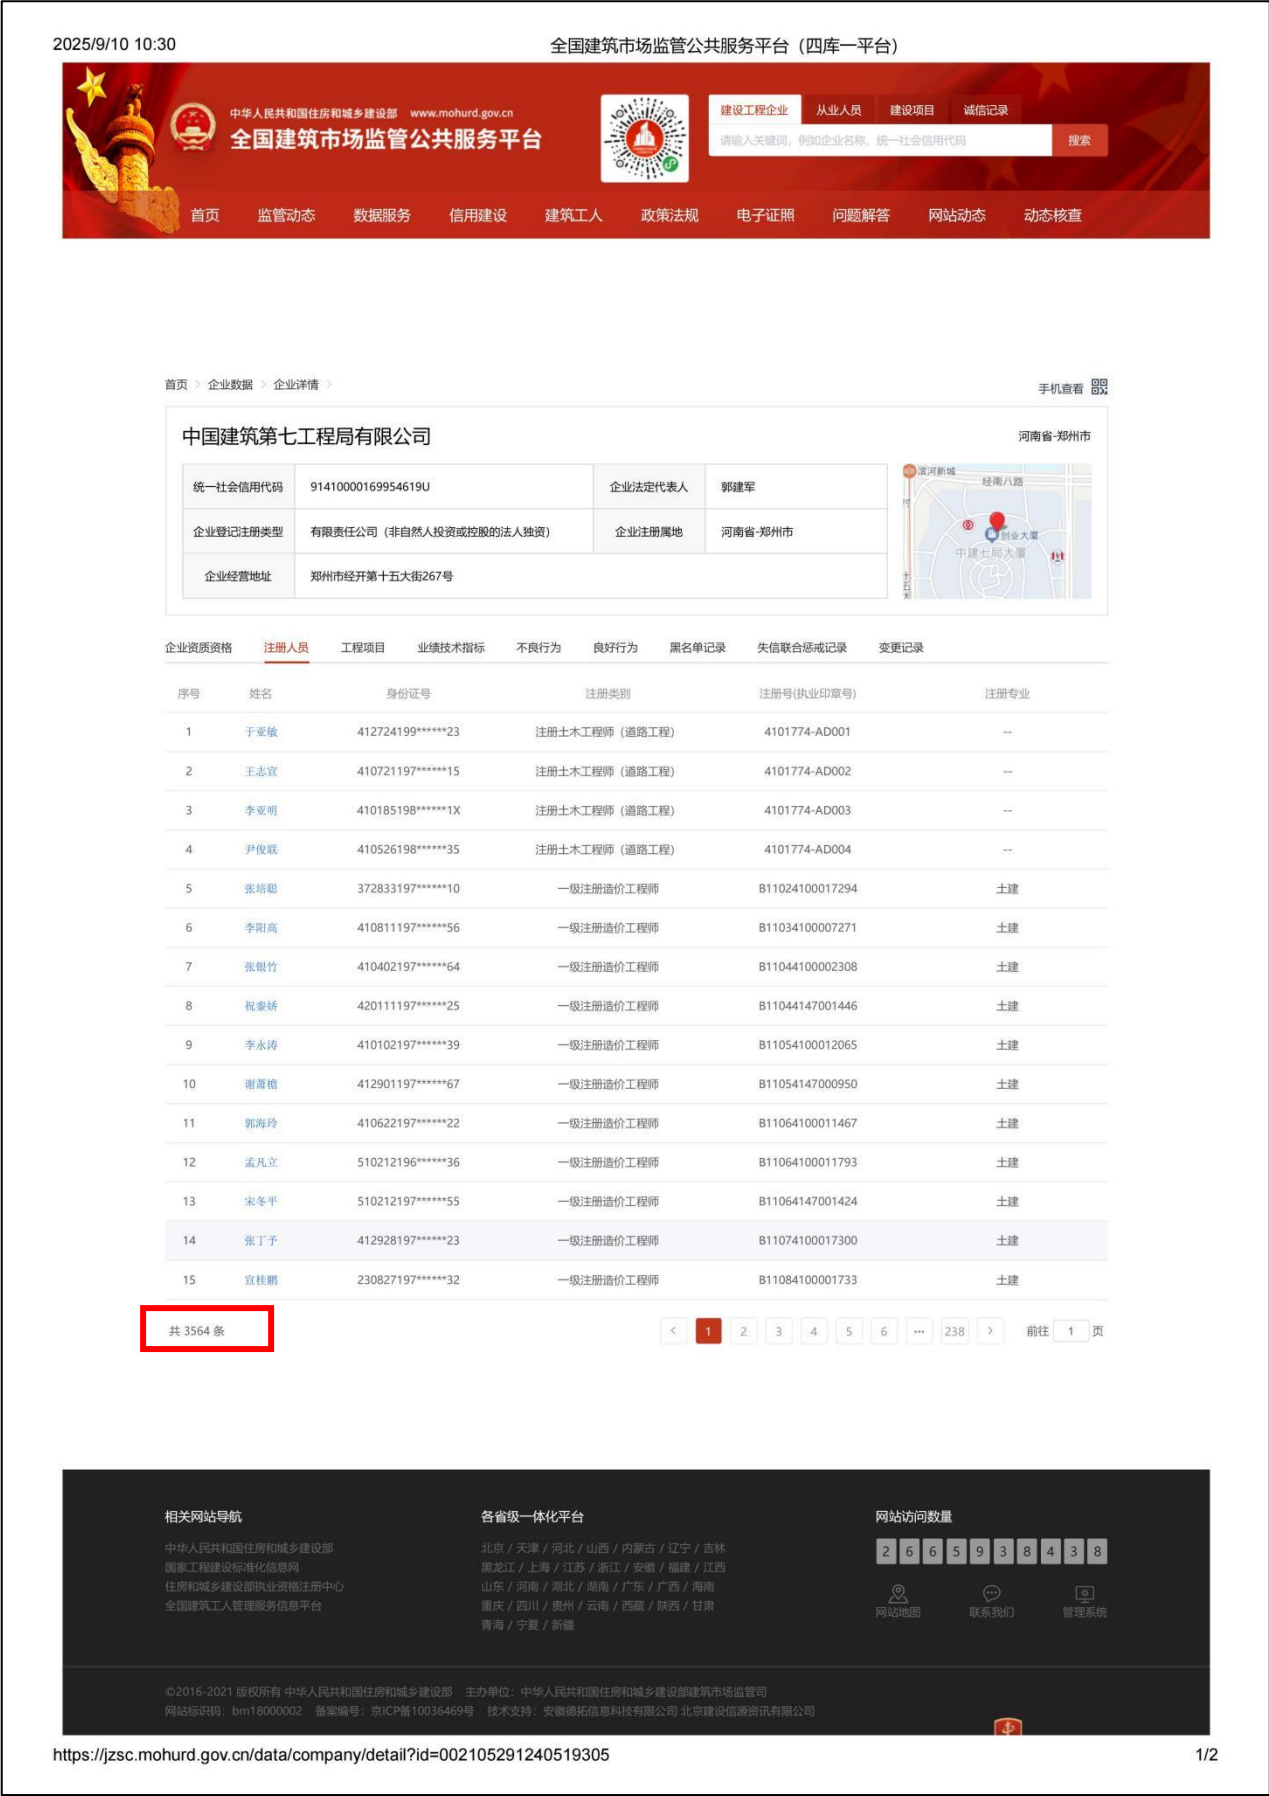 2025/9/10 10:30
全国建筑市场监管公共服务平台（四库一平台）
中华人民共和国住房和城乡建设部 www.mohurd.gov.cn
全国建筑市场监管公共服务平台
建设工程企业 从业人员 建设项目 诚信记录
请输入关键词，例如企业名称、统一社会信用代码 搜索
首页 监管动态 数据服务 信用建设 建筑工人 政策法规 电子证照 问题解答 网站动态 动态核查
首页 > 企业数据 > 企业详情 >
手机查看
中国建筑第七工程局有限公司
河南省-郑州市
统一社会信用代码 91410000169954619U 企业法定代表人 郭建军
企业登记注册类型 有限责任公司（非自然人投资或控股的法人独资） 企业注册属地 河南省-郑州市
企业经营地址 郑州市经开第十五大街267号
滨河新城
经南八路
创业大厦
中建七局大厦
企业资质资格 注册人员 工程项目 业绩技术指标 不良行为 良好行为 黑名单记录 失信联合惩戒记录 变更记录
序号 姓名 身份证号 注册类别 注册号(执业印章号) 注册专业
1 于亚敏 412724199******23 注册土木工程师（道路工程） 4101774-AD001 --
2 王志宣 410721197******15 注册土木工程师（道路工程） 4101774-AD002 --
3 李亚明 410185198******1X 注册土木工程师（道路工程） 4101774-AD003 --
4 尹俊联 410526198******35 注册土木工程师（道路工程） 4101774-AD004 --
5 张培聪 372833197******10 一级注册造价工程师 B11024100017294 土建
6 李阳高 410811197******56 一级注册造价工程师 B11034100007271 土建
7 张银竹 410402197******64 一级注册造价工程师 B11044100002308 土建
8 祝銮娇 420111197******25 一级注册造价工程师 B11044147001446 土建
9 李永涛 410102197******39 一级注册造价工程师 B11054100012065 土建
10 谢萧檐 412901197******67 一级注册造价工程师 B11054147000950 土建
11 郭海玲 410622197******22 一级注册造价工程师 B11064100011467 土建
12 孟凡立 510212196******36 一级注册造价工程师 B11064100011793 土建
13 宋冬平 510212197******55 一级注册造价工程师 B11064147001424 土建
14 张丁予 412928197******23 一级注册造价工程师 B11074100017300 土建
15 宣桂鹏 230827197******32 一级注册造价工程师 B11084100001733 土建
共 3564 条
< 1 2 3 4 5 6 ··· 238 > 前往 1 页
相关网站导航
中华人民共和国住房和城乡建设部
国家工程建设标准化信息网
住房和城乡建设部执业资格注册中心
全国建筑工人管理服务信息平台
各省级一体化平台
北京 / 天津 / 河北 / 山西 / 内蒙古 / 辽宁 / 吉林
黑龙江 / 上海 / 江苏 / 浙江 / 安徽 / 福建 / 江西
山东 / 河南 / 湖北 / 湖南 / 广东 / 广西 / 海南
重庆 / 四川 / 贵州 / 云南 / 西藏 / 陕西 / 甘肃
青海 / 宁夏 / 新疆
网站访问数量
2 6 6 5 9 3 8 4 3 8
网站地图 联系我们 管理系统
©2016-2021 版权所有 中华人民共和国住房和城乡建设部 主办单位：中华人民共和国住房和城乡建设部建筑市场监管司
网站标识码：bm18000002 备案编号：京ICP备10036469号 技术支持：安徽德拓信息科技有限公司 北京建设信源资讯有限公司
https://jzsc.mohurd.gov.cn/data/company/detail?id=002105291240519305
1/2